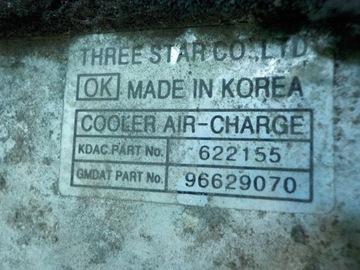 THREE STAR CO.,LTD
OK MADE IN KOREA
COOLER AIR-CHARGE
KDAC.PART No. 622155
GMDAT PART No. 96629070